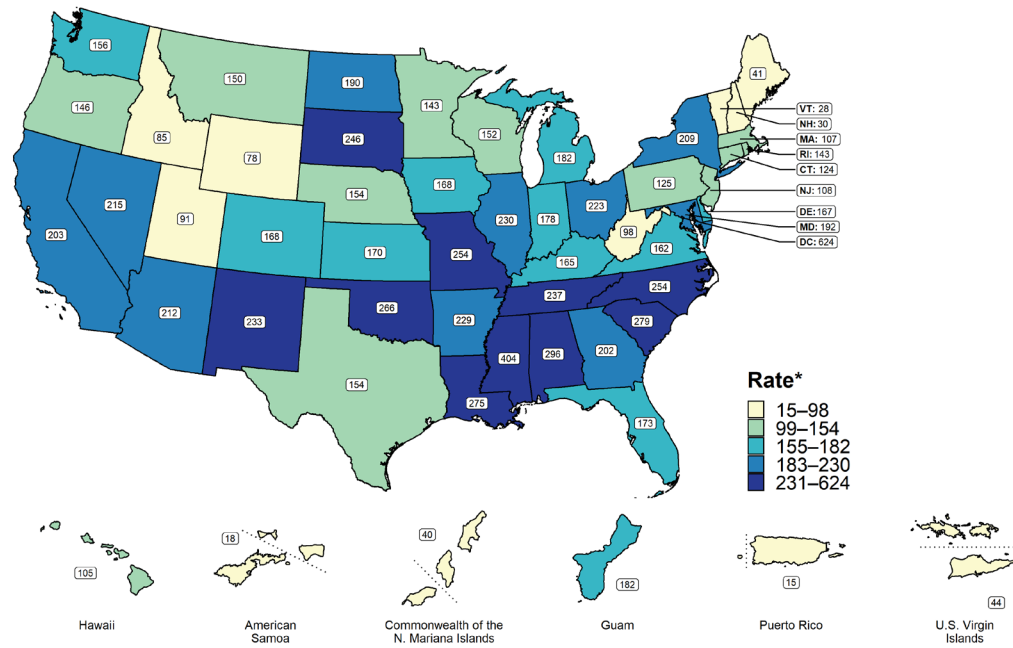 41
156
190
150
143
VT: 28
146
NH: 30
152
209
246
MA: 107
85
RI: 143
182
78
CT: 124
125
168
NJ: 108
154
215
223
DE: 167
91
230
178
MD: 192
203
168
98
DC: 624
162
170
254
165
254
237
266
212
229
279
233
202
404
296
154
Rate*
275
15–98
173
99–154
155–182
183–230
231–624
18
40
105
182
15
44
Hawaii
American
Samoa
Commonwealth of the
N. Mariana Islands
Guam
Puerto Rico
U.S. Virgin
Islands